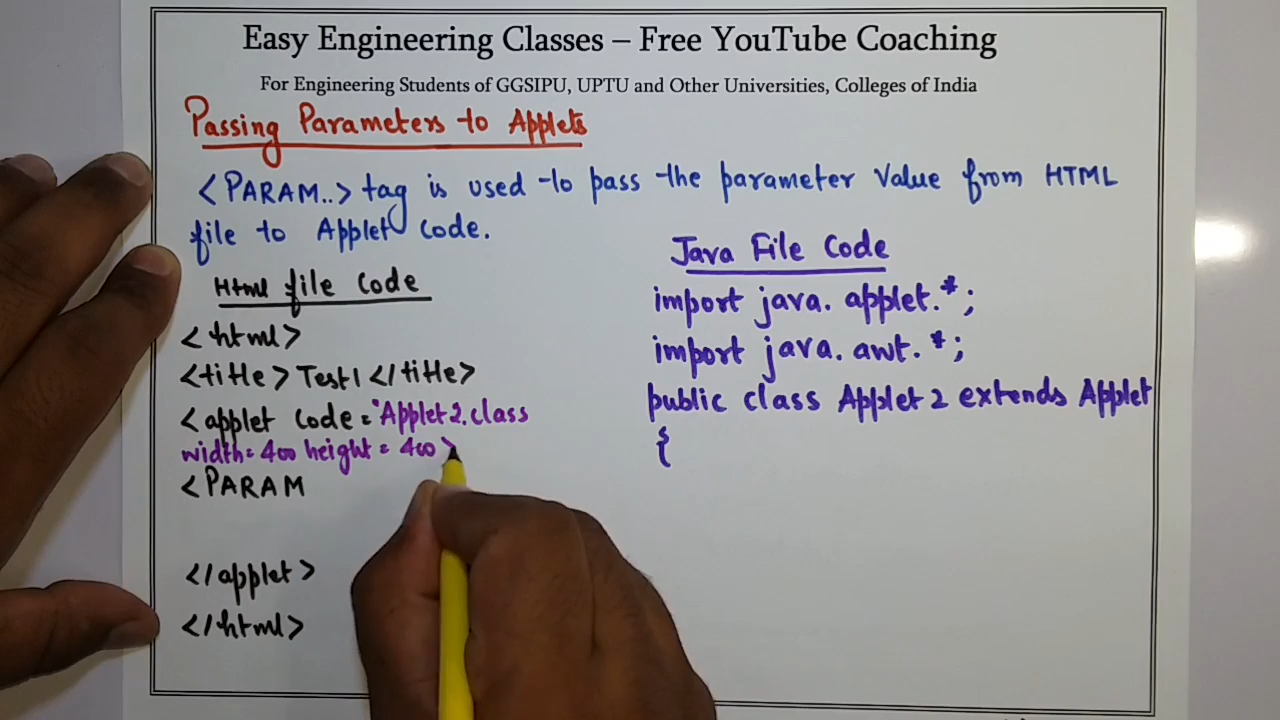 Easy Engineering Classes – Free YouTube Coaching
For Engineering Students of GGSIPU, UPTU and Other Universities, Colleges of India
Passing Parameters to Applets
<PARAM..> tag is used to pass the parameter Value from HTML
file to Applet Code.
Html file Code
<html>
<title> Test1 </title>
<applet Code = "Applet2.class
width= 400 height = 400 >
<PARAM
</applet>
</html>
Java File Code
import java. applet.*;
import java. awt. *;
public class Applet 2 extends Applet
{